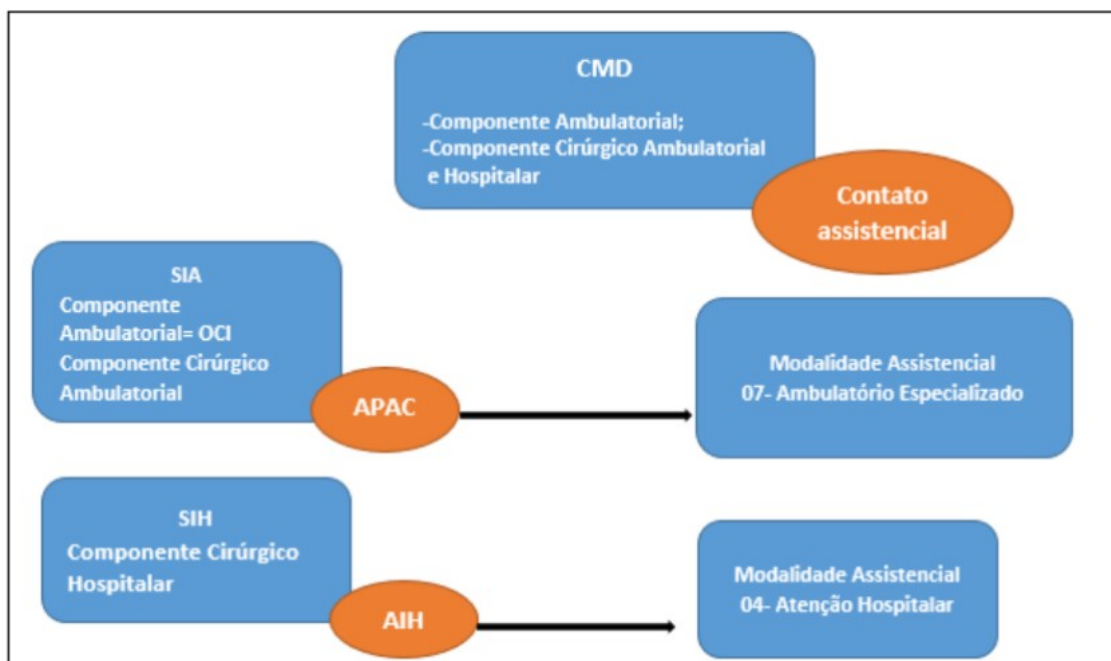 CMD
-Componente Ambulatorial;
-Componente Cirúrgico Ambulatorial
e Hospitalar
Contato
assistencial
SIA
Componente
Ambulatorial= OCI
Componente Cirúrgico
Ambulatorial
APAC
Modalidade Assistencial
07- Ambulatório Especializado
SIH
Componente Cirúrgico
Hospitalar
AIH
Modalidade Assistencial
04- Atenção Hospitalar